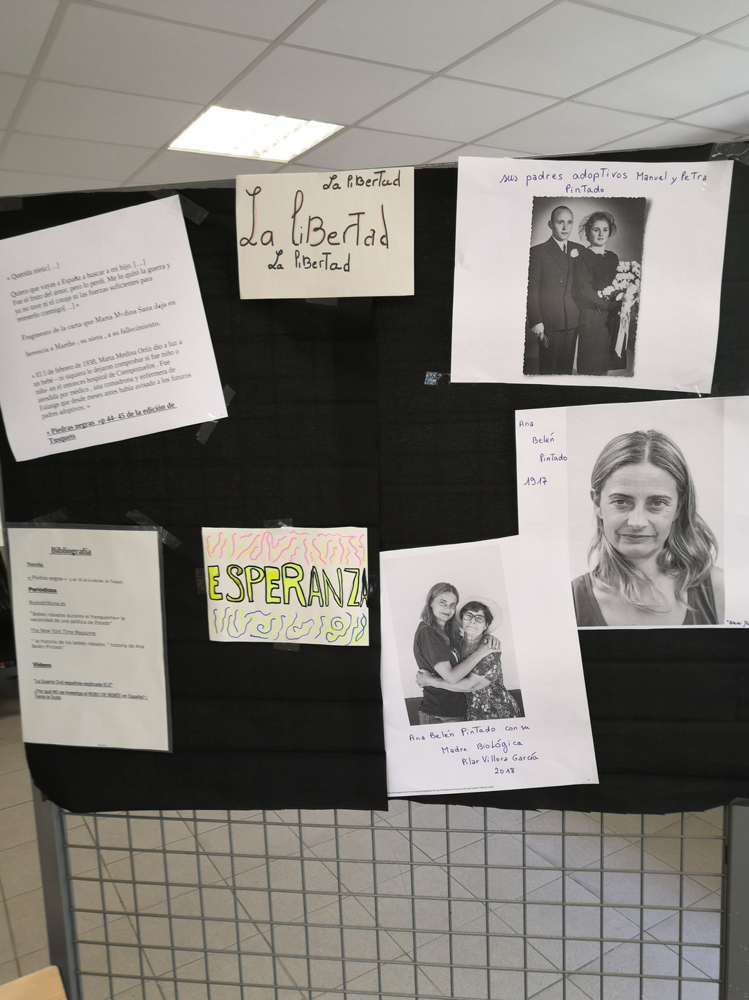 « Querida nieta:[…]
Quiero que vayas a España a buscar a mi hijo. […]
Fue el fruto del amor, pero lo perdí. Me lo quitó la guerra y
ya no tuve ni el coraje ni las fuerzas suficientes para
retenerlo conmigo[…] »
Fragmento de la carta que Marta Medina Sanz deja en
herencia a Marthe , su nieta , a su fallecimiento.
« El 5 de febrero de 1938, Marta Medina Ortiz dio a luz a
un bebé – ni siquiera le dejaron comprobar si fue niño o
niña- en el entonces hospital de Ciempozuelos . Fue
atendida por médico , una comadrona y enfermera de
Falange que desde meses antes había avisado a los futuros
padres adoptivos. »
« Piedras negras »p 44- 45 de la edición de
Tusquets
La liBertad
La liBertad
La liBertad
sus padres adoptivos Manuel y Petra
Pintado
Ana
Belén
Pintado
1917
Bibliografía
Novela
« Piedras negras » p 44 45 de la edición de Tusquet
Periódicos
Nuevatribuna.es
"Bebés robados durante el franquismo» la
necesidad de una política de Estado"
The New York Time Magazine
" la historia de los bebés robados " historia de Ana
Belén Pintado"
Videos
"La Guerra Civil española explicada ELE"
¿Por qué NO se investiga el ROBO DE BEBÉS en España? |
Tienes la Duda
ESPERANZA
Ana Belén Pintado con su
Madre Biológica
Pilar Villora García
2018